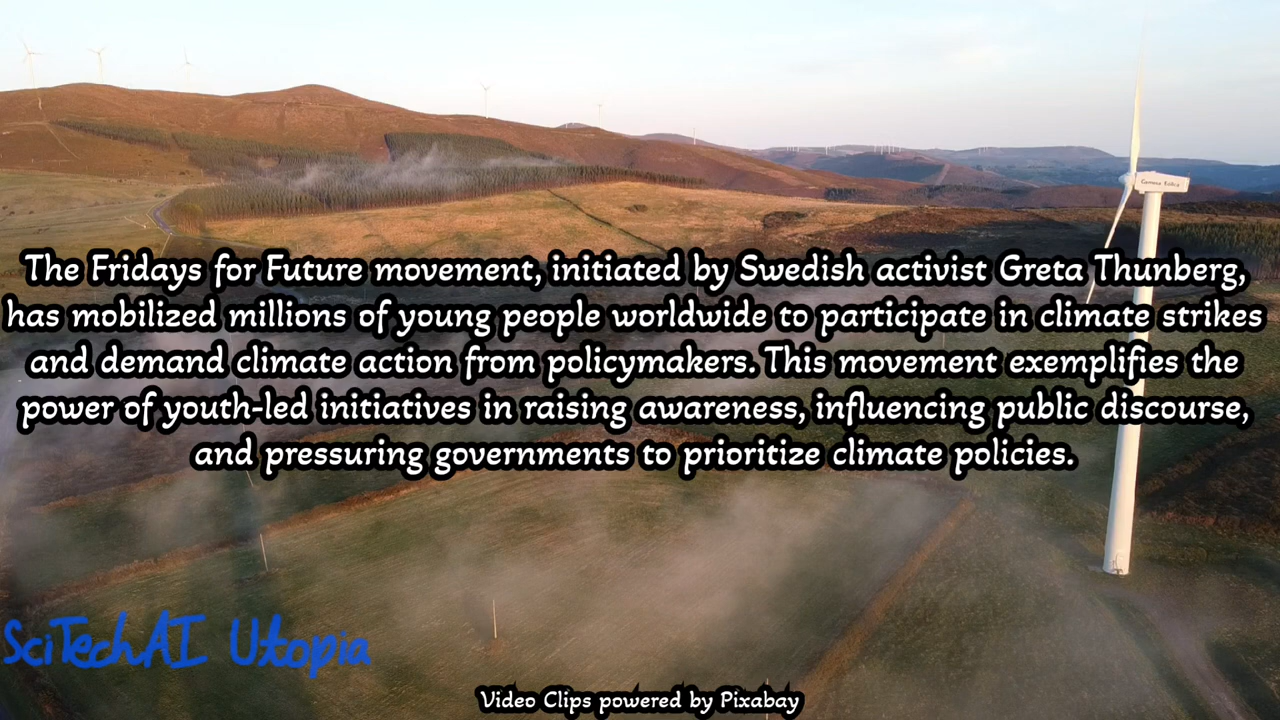 Gamesa Eólica
The Fridays for Future movement, initiated by Swedish activist Greta Thunberg,
has mobilized millions of young people worldwide to participate in climate strikes
and demand climate action from policymakers. This movement exemplifies the
power of youth-led initiatives in raising awareness, influencing public discourse,
and pressuring governments to prioritize climate policies.
SciTechAI Utopia
Video Clips powered by Pixabay